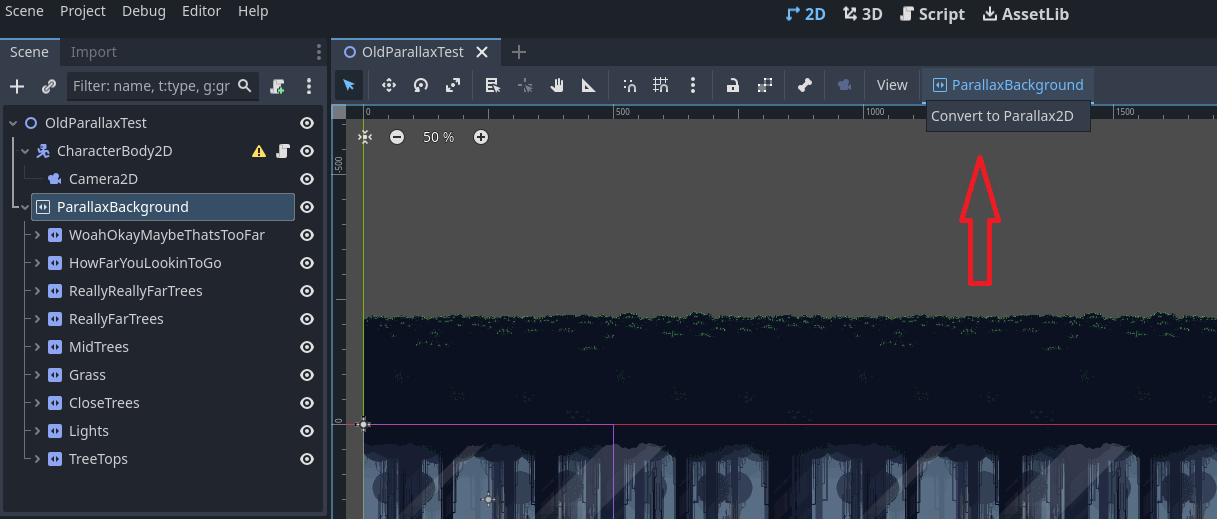 Scene Project Debug Editor Help 2D 3D Script AssetLib
Scene Import OldParallaxTest
Filter: name, t:type, g:gr View ParallaxBackground
Convert to Parallax2D
0 500 1000 1500
OldParallaxTest
50 %
CharacterBody2D
-500
Camera2D
ParallaxBackground
WoahOkayMaybeThatsTooFar
HowFarYouLookinToGo
ReallyReallyFarTrees
ReallyFarTrees
MidTrees
Grass
CloseTrees
0
Lights
TreeTops